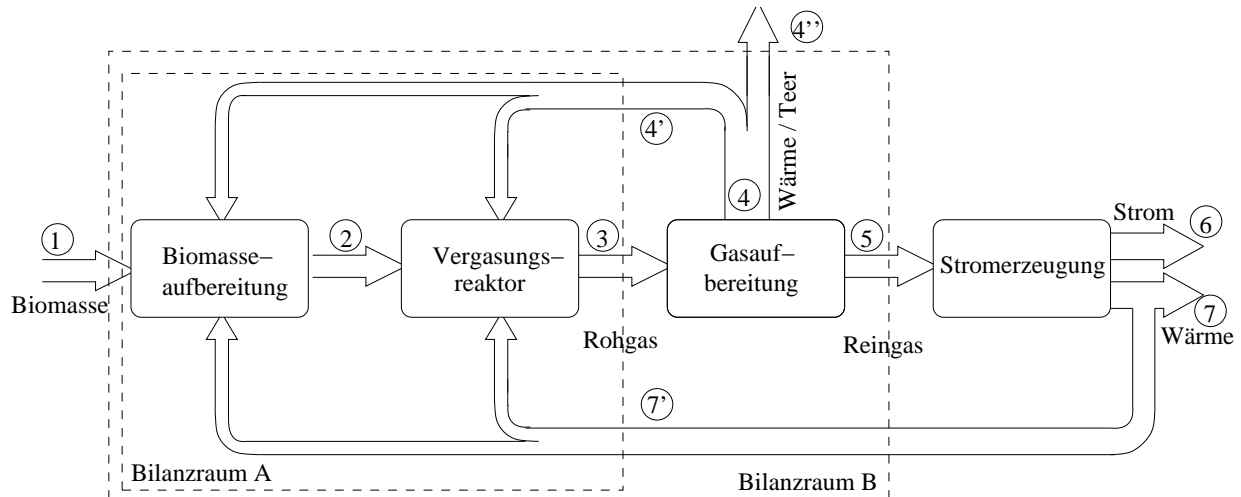 4’’
Wärme / Teer
4’
4
1
Biomasse
Biomasse–
aufbereitung
2
Vergasungs–
reaktor
3
Rohgas
Gasauf–
bereitung
5
Reingas
Stromerzeugung
Strom
6
7
Wärme
7’
Bilanzraum A
Bilanzraum B